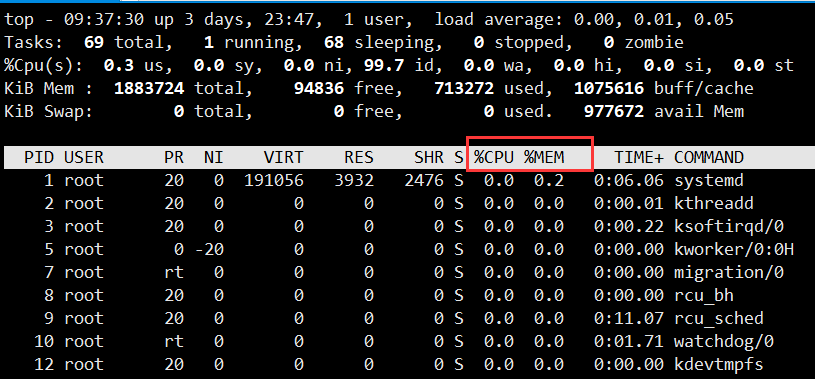 top - 09:37:30 up 3 days, 23:47,  1 user,  load average: 0.00, 0.01, 0.05
Tasks:  69 total,   1 running,  68 sleeping,   0 stopped,   0 zombie
%Cpu(s):  0.3 us,  0.0 sy,  0.0 ni, 99.7 id,  0.0 wa,  0.0 hi,  0.0 si,  0.0 st
KiB Mem :  1883724 total,    94836 free,   713272 used,  1075616 buff/cache
KiB Swap:        0 total,        0 free,        0 used.   977672 avail Mem
PID USER      PR  NI    VIRT    RES    SHR S %CPU %MEM     TIME+ COMMAND
1 root      20   0  191056   3932   2476 S  0.0  0.2   0:06.06 systemd
2 root      20   0       0      0      0 S  0.0  0.0   0:00.01 kthreadd
3 root      20   0       0      0      0 S  0.0  0.0   0:00.22 ksoftirqd/0
5 root       0 -20       0      0      0 S  0.0  0.0   0:00.00 kworker/0:0H
7 root      rt   0       0      0      0 S  0.0  0.0   0:00.00 migration/0
8 root      20   0       0      0      0 S  0.0  0.0   0:00.00 rcu_bh
9 root      20   0       0      0      0 S  0.0  0.0   0:11.07 rcu_sched
10 root      rt   0       0      0      0 S  0.0  0.0   0:01.71 watchdog/0
12 root      20   0       0      0      0 S  0.0  0.0   0:00.00 kdevtmpfs